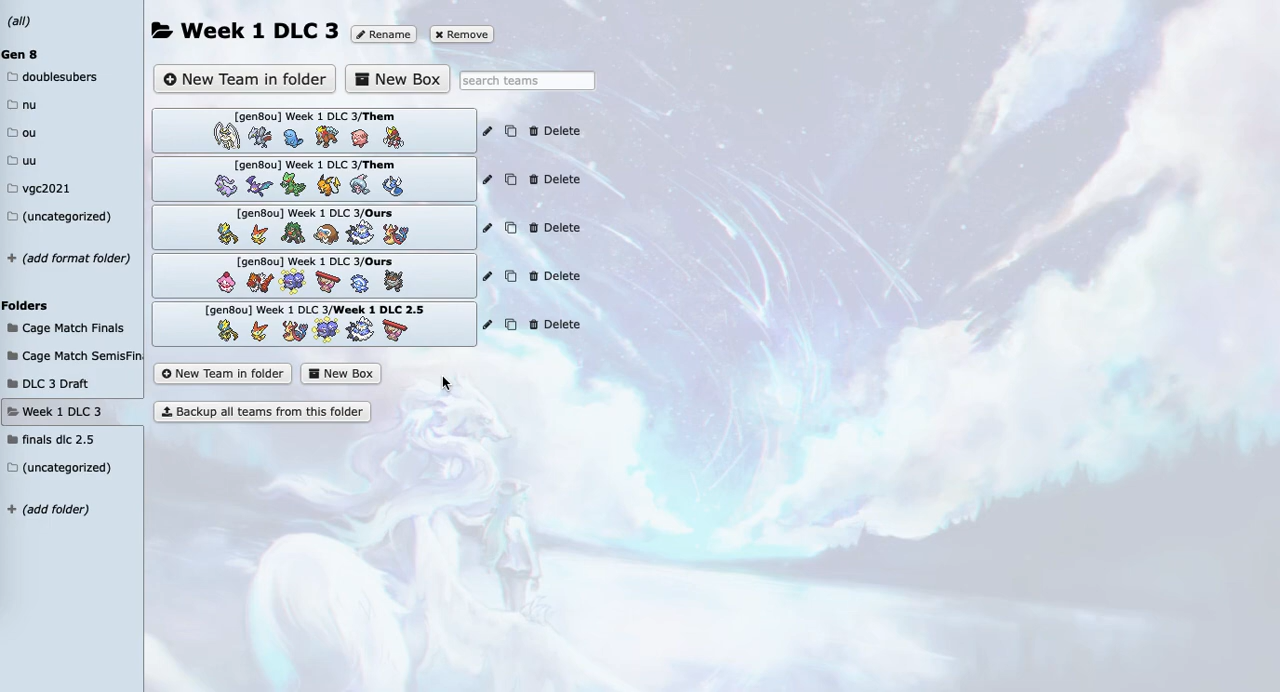 (all)
Gen 8
doublesubers
nu
ou
uu
vgc2021
(uncategorized)
(add format folder)
Folders
Cage Match Finals
Cage Match SemisFin
DLC 3 Draft
Week 1 DLC 3
finals dlc 2.5
(uncategorized)
(add folder)
Week 1 DLC 3
Rename
Remove
New Team in folder
New Box
search teams
[gen8ou] Week 1 DLC 3/Them
Delete
[gen8ou] Week 1 DLC 3/Them
Delete
[gen8ou] Week 1 DLC 3/Ours
Delete
[gen8ou] Week 1 DLC 3/Ours
Delete
[gen8ou] Week 1 DLC 3/Week 1 DLC 2.5
Delete
New Team in folder
New Box
Backup all teams from this folder